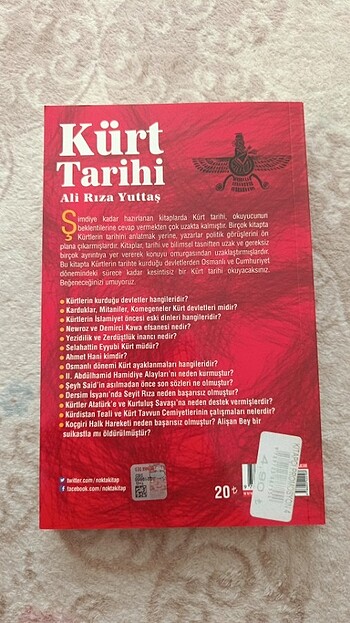 Kürt
Tarihi
Ali Rıza Yuttaş
Şimdiye kadar hazırlanan kitaplarda Kürt tarihi, okuyucunun
beklentilerine cevap vermekten çok uzakta kalmıştır. Birçok kitapta
Kürtlerin tarihini anlatmak yerine, yazarlar politik görüşlerini ön
plana çıkarmışlardır. Kitaplar, tarihi ve bilimsel tasniften uzak ve gereksiz
birçok ayrıntıya yer vererek konuyu omurgasından uzaklaştırmışlardır.
Bu kitapta Kürtlerin tarihte kurduğu devletlerden Osmanlı ve Cumhuriyet
dönemindeki sürece kadar kesintisiz bir Kürt tarihi okuyacaksınız.
Beğeneceğinizi umuyoruz.
Kürtlerin kurduğu devletler hangileridir?
Karduklar, Mitaniler, Komegeneler Kürt devletleri midir?
Kürtlerin İslamiyet öncesi eski dinleri hangileridir?
Newroz ve Demirci Kawa efsanesi nedir?
Yezidilik ve Zerdüştlük inancı nedir?
Selahattin Eyyubi Kürt müdür?
Ahmet Hani kimdir?
Osmanlı dönemi Kürt ayaklanmaları hangileridir?
II. Abdülhamid Hamidiye Alayları'nı neden kurmuştur?
Şeyh Said'in asılmadan önce son sözleri ne olmuştur?
Dersim İsyanı'nda Seyit Rıza neden başarısız olmuştur?
Kürtler Atatürk'e ve Kurtuluş Savaşı'na neden destek vermişlerdir?
Kürdistan Teali ve Kürt Tavvun Cemiyetlerinin çalışmaları nelerdir?
Koçgiri Halk Hareketi neden başarısız olmuştur? Alişan Bey bir
suikastla mı öldürülmüştür?
twitter.com/noktakitap
facebook.com/noktakitap
20 ₺